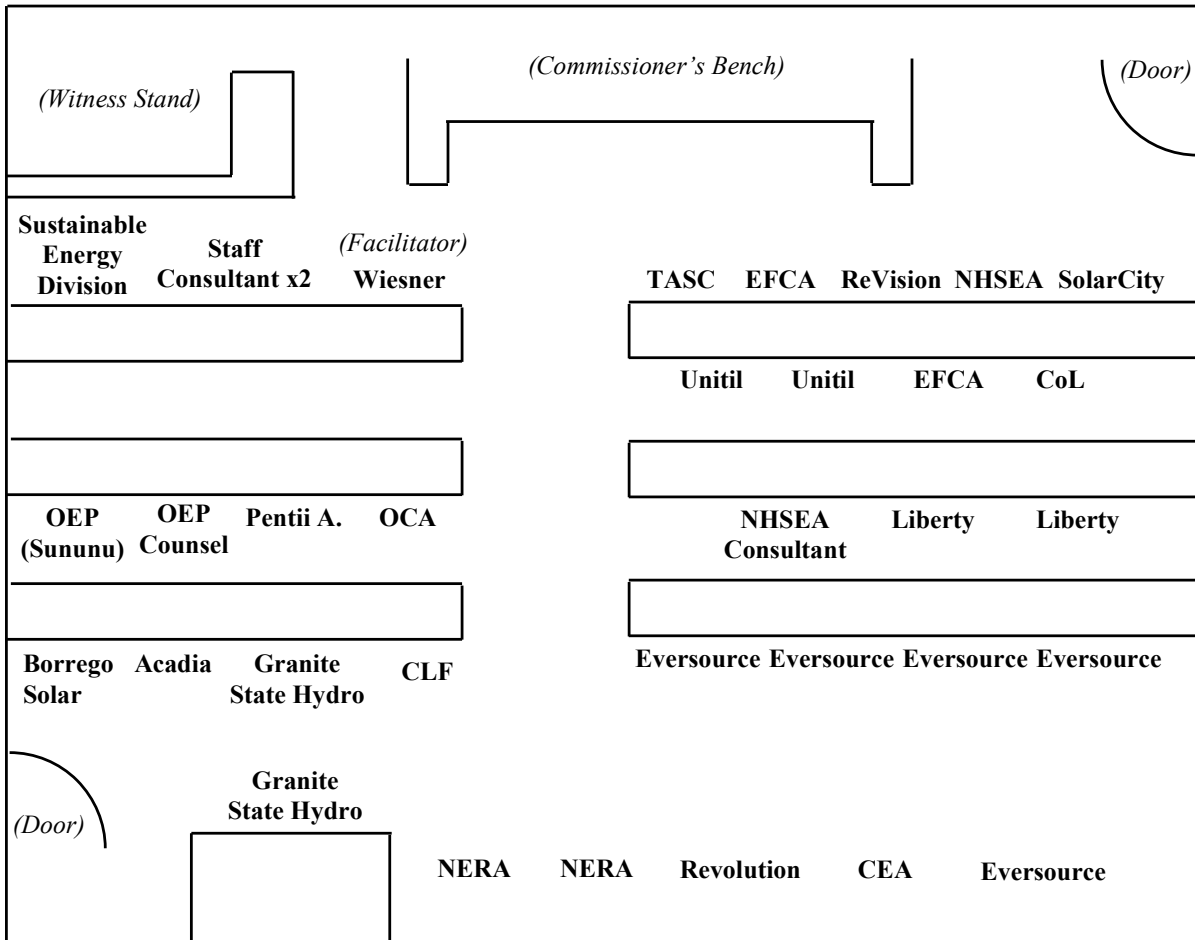 (Witness Stand)
(Commissioner’s Bench)
(Door)
Sustainable
Energy
Division
Staff
Consultant x2
(Facilitator)
Wiesner
TASC EFCA ReVision NHSEA SolarCity
Unitil Unitil EFCA CoL
OEP
(Sununu)
OEP
Counsel
Pentii A.
OCA
NHSEA
Consultant
Liberty
Liberty
Borrego
Solar
Acadia
Granite
State Hydro
CLF
Eversource Eversource Eversource Eversource
(Door)
Granite
State Hydro
NERA NERA Revolution CEA Eversource